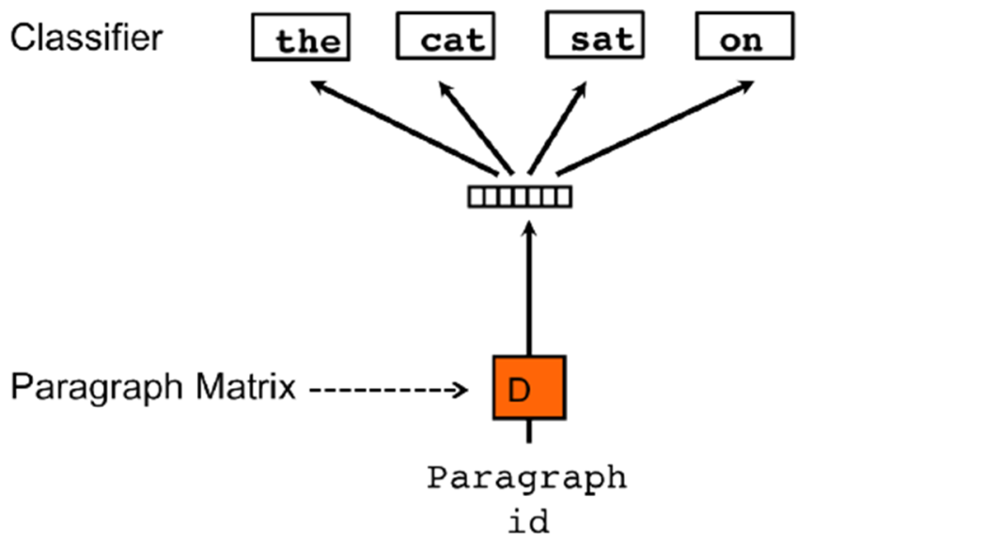 Classifier
the cat sat on
Paragraph Matrix
D
Paragraph
id